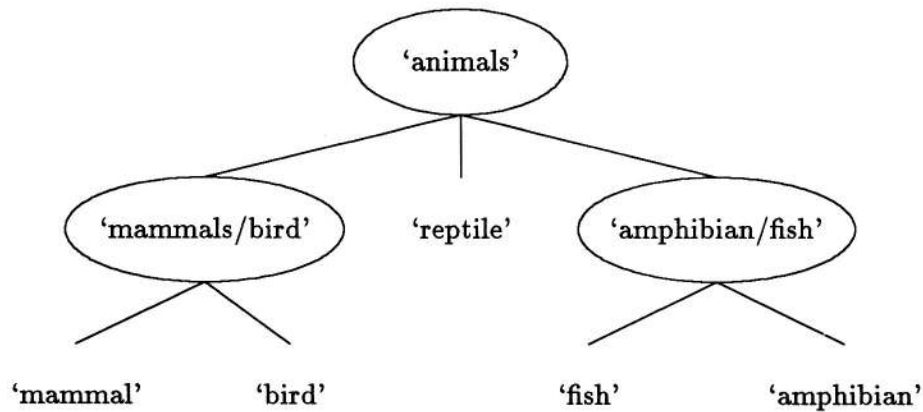 ‘animals’
‘mammals/bird’ ‘reptile’ ‘amphibian/fish’
‘mammal’ ‘bird’ ‘fish’ ‘amphibian’